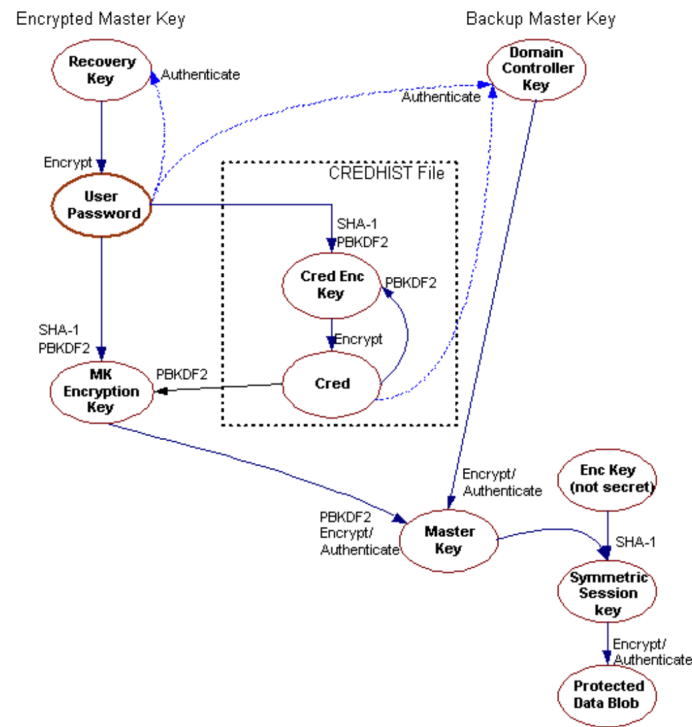 Encrypted Master Key
Backup Master Key
Recovery
Key
Authenticate
Domain
Controller
Key
Authenticate
Encrypt
CREDHIST File
User
Password
SHA-1
PBKDF2
Cred Enc
Key
PBKDF2
SHA-1
PBKDF2
Encrypt
MK
Encryption
Key
PBKDF2
Cred
Encrypt/
Authenticate
Enc Key
(not secret)
PBKDF2
Encrypt/
Authenticate
Master
Key
SHA-1
Symmetric
Session
key
Encrypt/
Authenticate
Protected
Data Blob